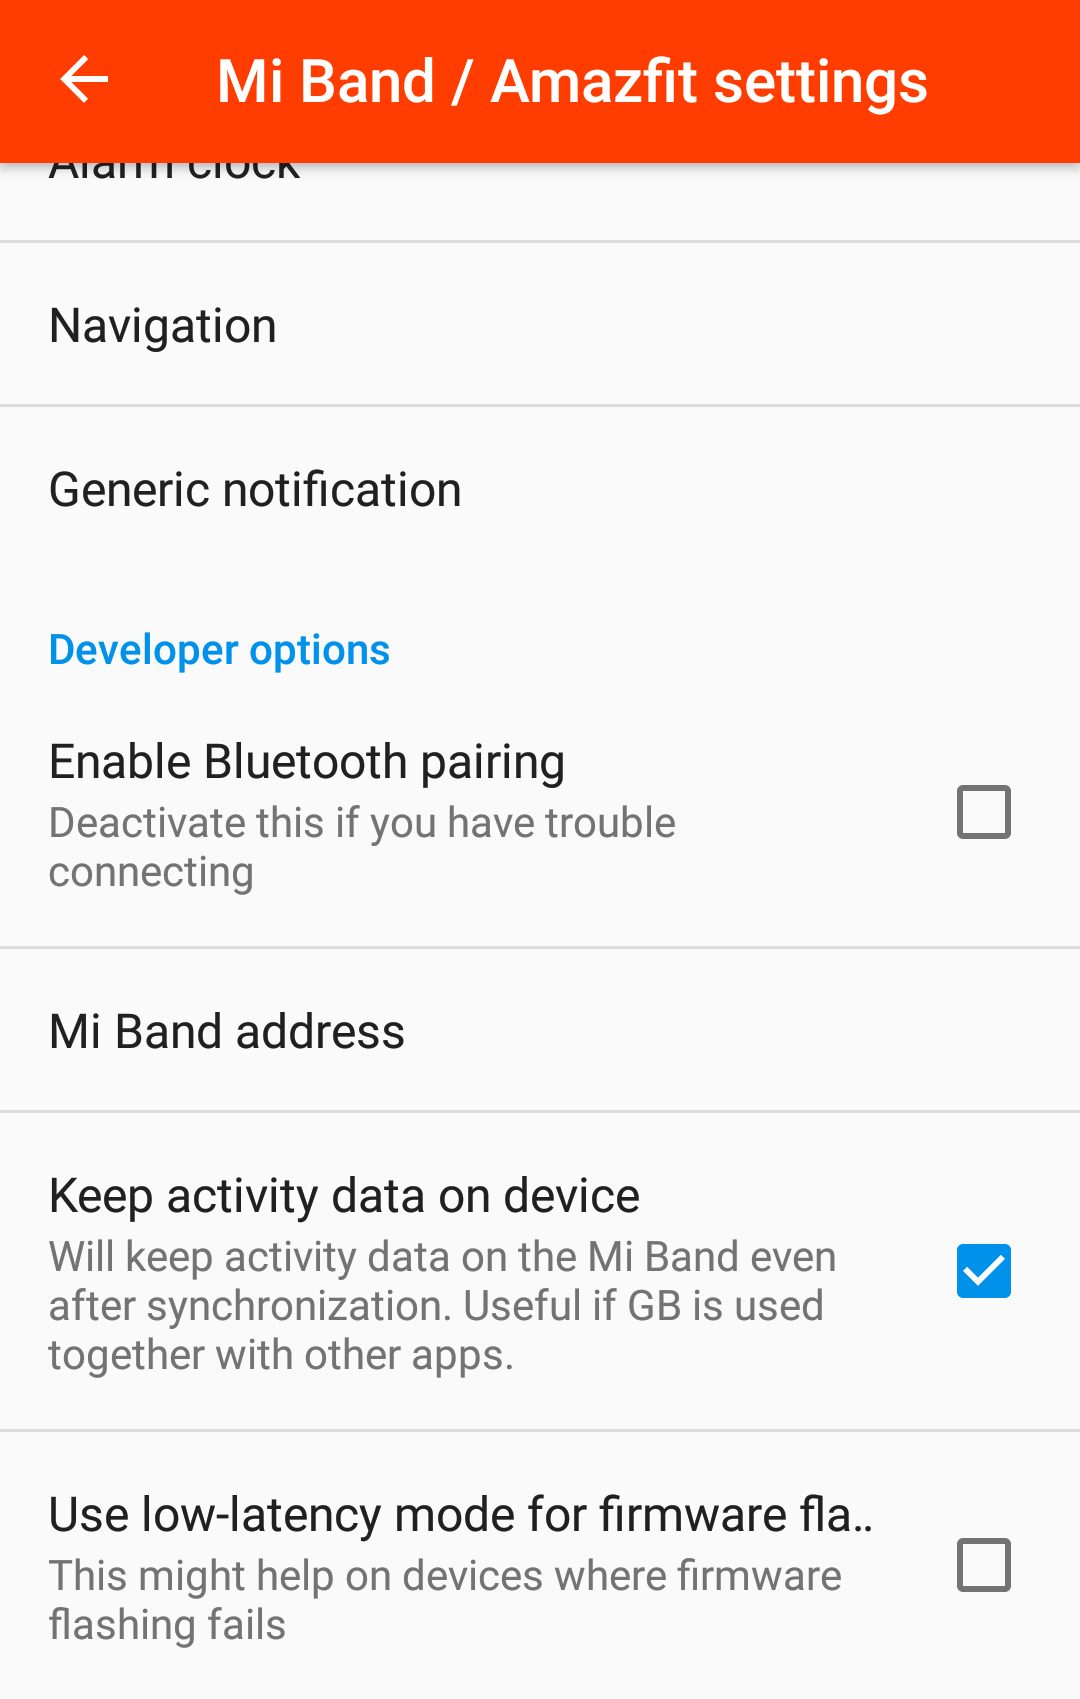 Mi Band / Amazfit settings
Alarm clock
Navigation
Generic notification
Developer options
Enable Bluetooth pairing
Deactivate this if you have trouble
connecting
Mi Band address
Keep activity data on device
Will keep activity data on the Mi Band even
after synchronization. Useful if GB is used
together with other apps.
Use low-latency mode for firmware fla..
This might help on devices where firmware
flashing fails